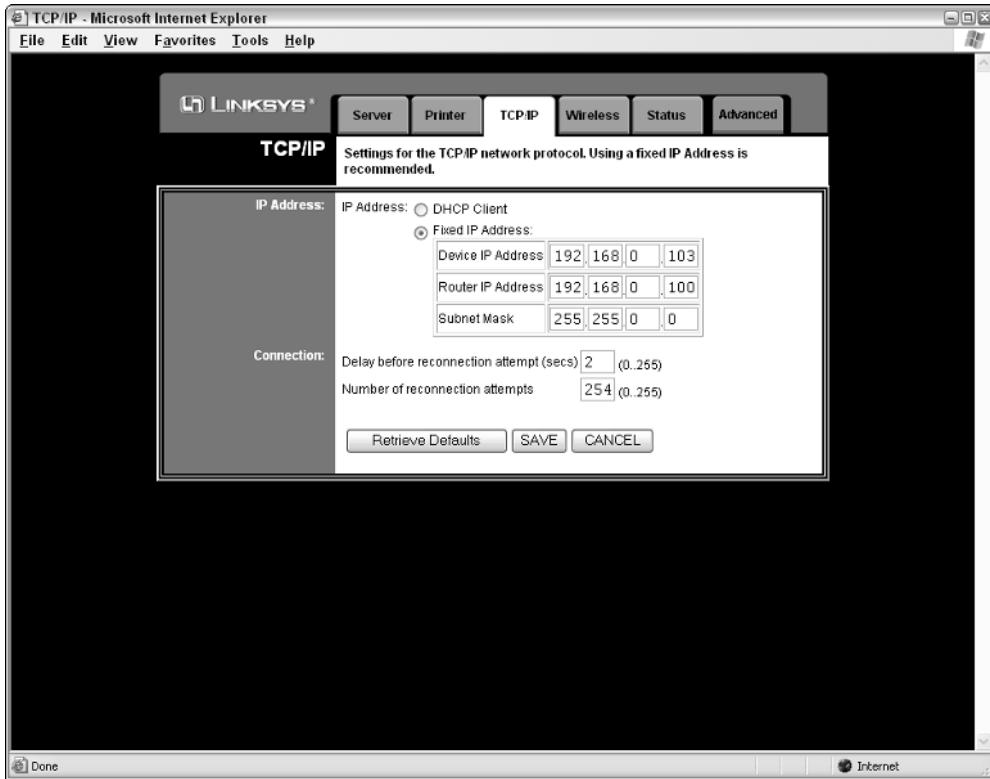 TCP/IP - Microsoft Internet Explorer
File Edit View Favorites Tools Help
LINKSYS®
Server Printer TCP/IP Wireless Status Advanced
TCP/IP
Settings for the TCP/IP network protocol. Using a fixed IP Address is
recommended.
IP Address: IP Address: DHCP Client
Fixed IP Address:
Device IP Address 192.168.0.103
Router IP Address 192.168.0.100
Subnet Mask 255.255.0.0
Connection: Delay before reconnection attempt (secs) 2 (0..255)
Number of reconnection attempts 254 (0..255)
Retrieve Defaults SAVE CANCEL
Done Internet